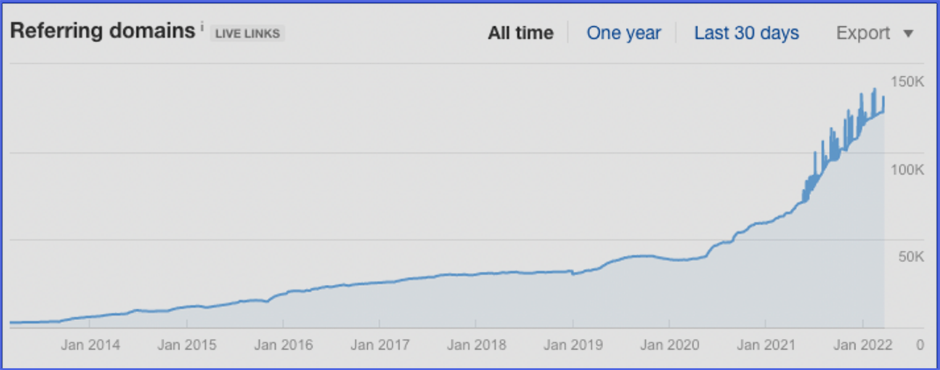 Referring domains i LIVE LINKS All time One year Last 30 days Export
150K
100K
50K
Jan 2014 Jan 2015 Jan 2016 Jan 2017 Jan 2018 Jan 2019 Jan 2020 Jan 2021 Jan 2022 0